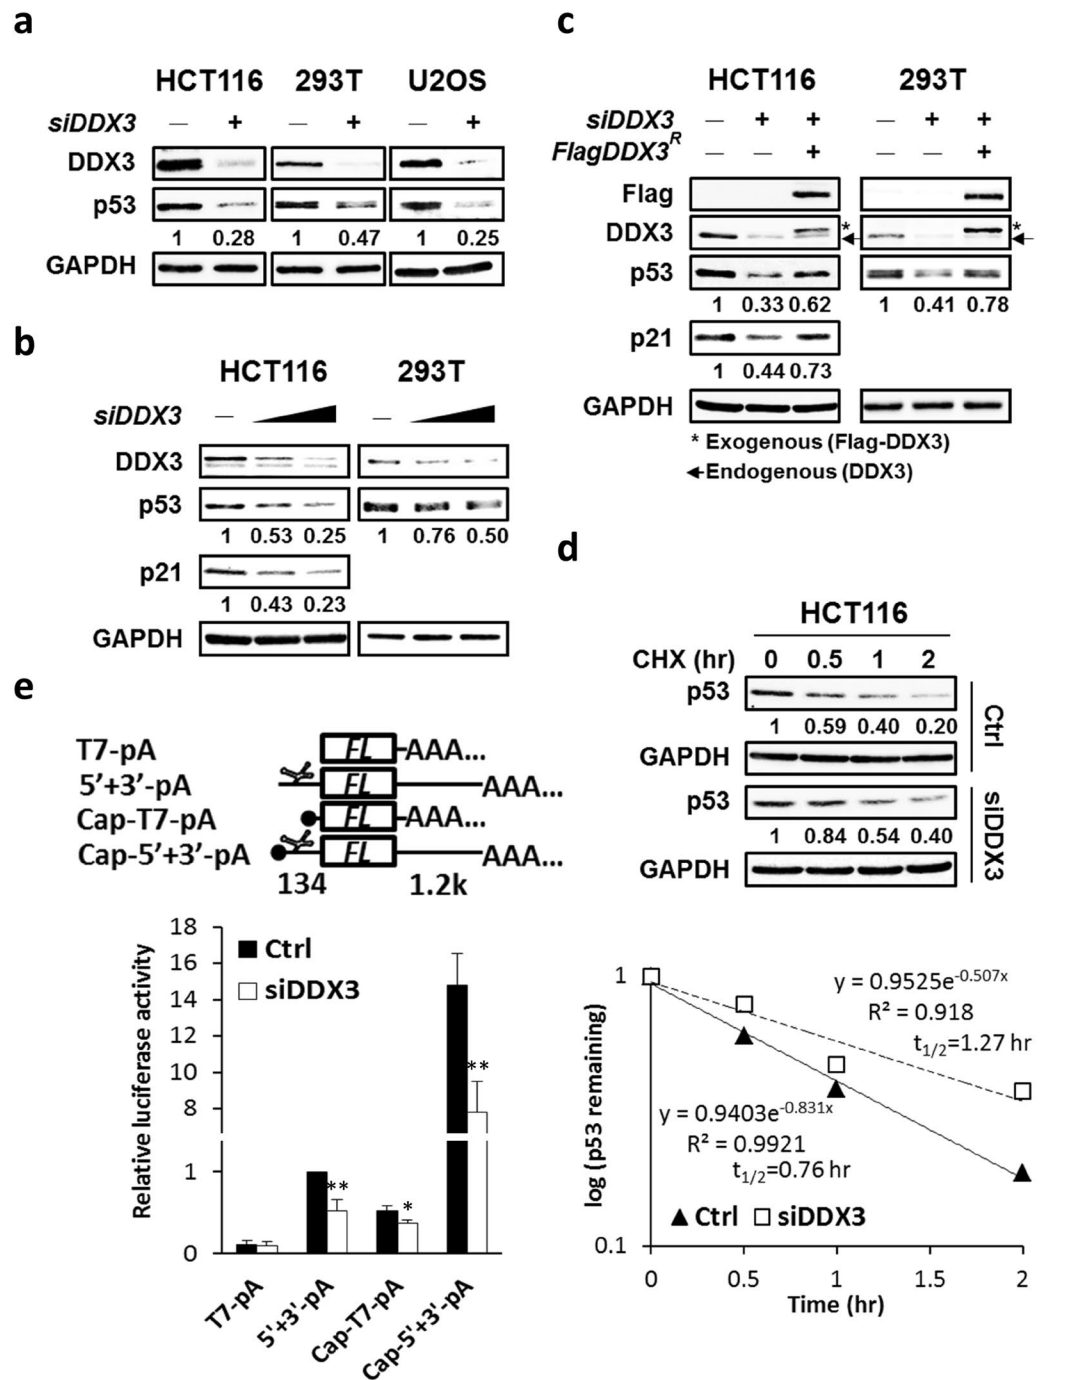 a
HCT116 293T U2OS
siDDX3 — + — + — +
DDX3
p53
1 0.28 1 0.47 1 0.25
GAPDH
b
HCT116 293T
siDDX3 — —
DDX3
p53
1 0.53 0.25 1 0.76 0.50
p21
1 0.43 0.23
GAPDH
c
HCT116 293T
siDDX3 — + + — + +
FlagDDX3R — — + — — +
Flag
DDX3 * *
p53
1 0.33 0.62 1 0.41 0.78
p21
1 0.44 0.73
GAPDH
* Exogenous (Flag-DDX3)
Endogenous (DDX3)
d
HCT116
CHX (hr) 0 0.5 1 2
p53
1 0.59 0.40 0.20
GAPDH
Ctrl
p53
1 0.84 0.54 0.40
GAPDH
siDDX3
log (p53 remaining)
1
0.1
y = 0.9525e-0.507x
R² = 0.918
t1/2=1.27 hr
y = 0.9403e-0.831x
R² = 0.9921
t1/2=0.76 hr
Ctrl siDDX3
0 0.5 1 1.5 2
Time (hr)
e
T7-pA FL AAA...
5'+3'-pA FL AAA...
Cap-T7-pA FL AAA...
Cap-5'+3'-pA FL AAA...
134 1.2k
Relative luciferase activity
18
16
14
12
10
8
1
0
Ctrl
siDDX3
**
*
**
T7-pA
5'+3'-pA
Cap-T7-pA
Cap-5'+3'-pA